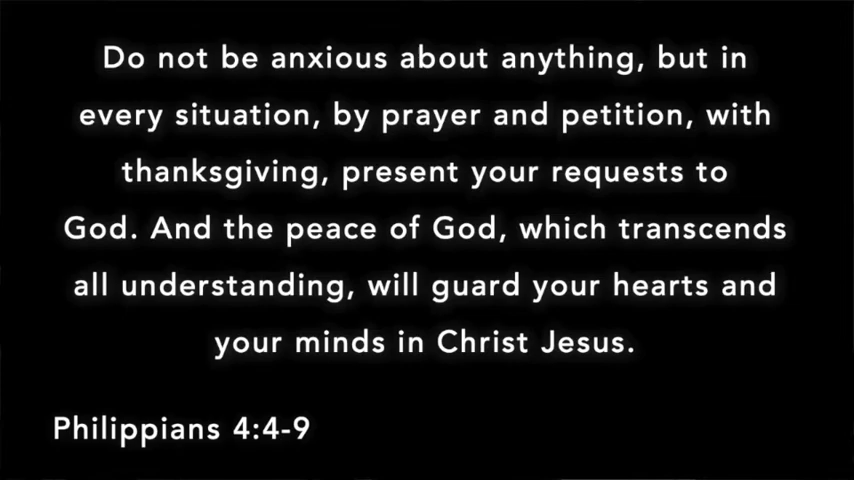 Do not be anxious about anything, but in
every situation, by prayer and petition, with
thanksgiving, present your requests to
God. And the peace of God, which transcends
all understanding, will guard your hearts and
your minds in Christ Jesus.
Philippians 4:4-9